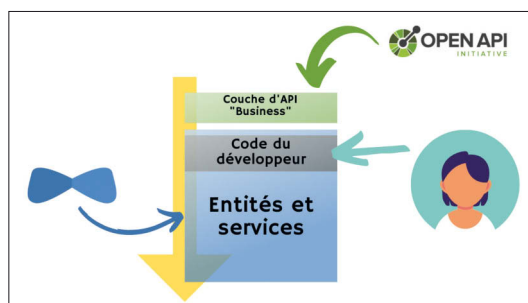 OPEN API
INITIATIVE
Couche d'API
"Business"
Code du
développeur
Entités et
services